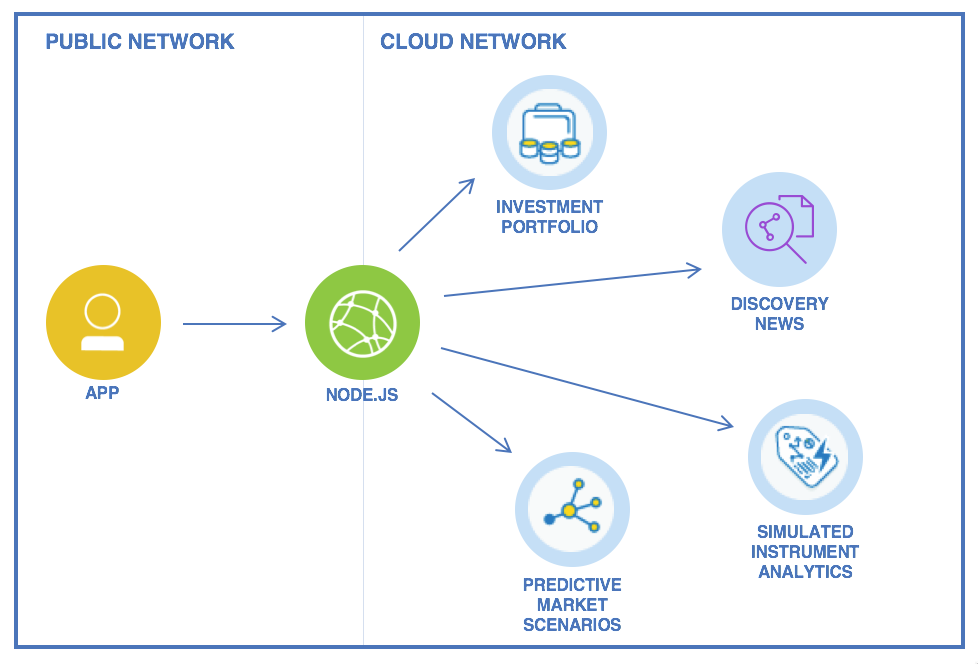 PUBLIC NETWORK
CLOUD NETWORK
INVESTMENT
PORTFOLIO
DISCOVERY
NEWS
APP
NODE.JS
SIMULATED
INSTRUMENT
ANALYTICS
PREDICTIVE
MARKET
SCENARIOS